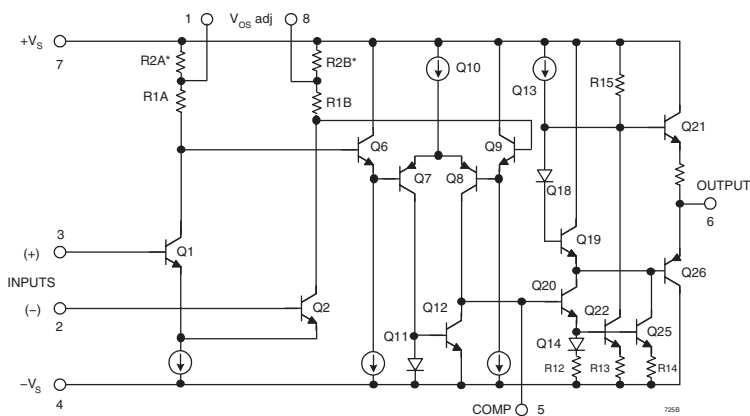 1 V_OS adj 8
+V_S
7
R2A*
R2B*
Q10
Q13
R15
R1A
R1B
Q21
Q6
Q9
Q7
Q8
Q18
OUTPUT
6
3
(+)
Q1
Q19
INPUTS
(−)
2
Q2
Q20
Q26
Q12
Q22
Q11
Q14
Q25
R12
R13
R14
−V_S
4
COMP 5
725B